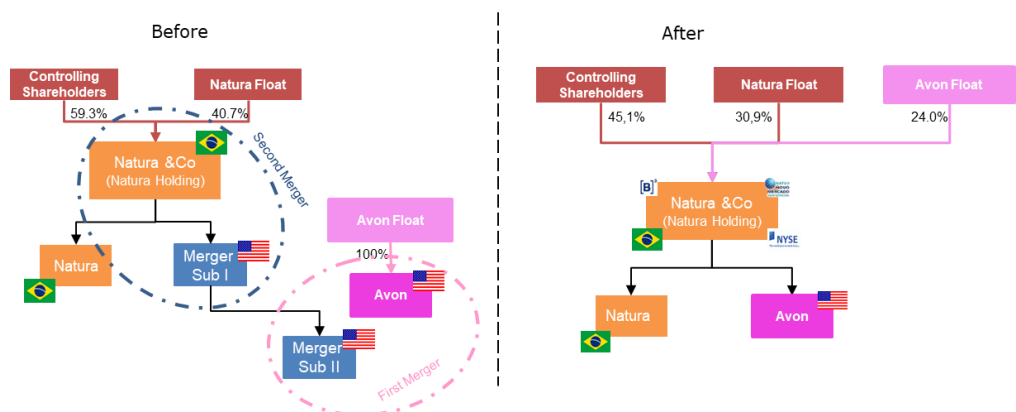 Before
Controlling
Shareholders
Natura Float
59.3%
40.7%
Second Merger
Natura &Co
(Natura Holding)
Avon Float
100%
Natura
Merger
Sub I
Avon
Merger
Sub II
First Merger
After
Controlling
Shareholders
Natura Float
Avon Float
45,1%
30,9%
24.0%
[B]³
NOVO
MERCADO
Natura &Co
(Natura Holding)
NYSE
Natura
Avon